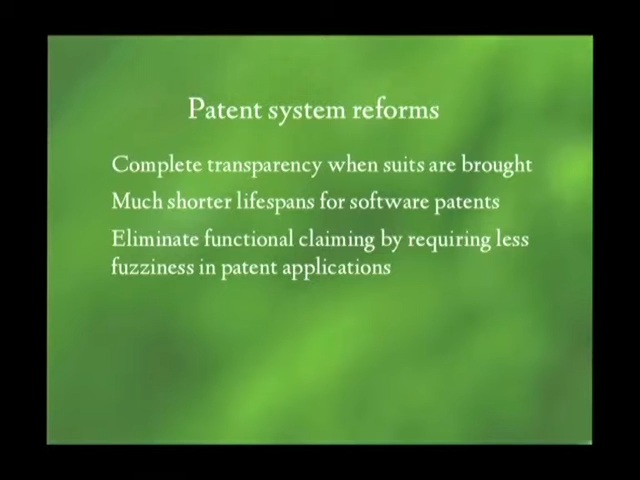 Patent system reforms
Complete transparency when suits are brought
Much shorter lifespans for software patents
Eliminate functional claiming by requiring less
fuzziness in patent applications